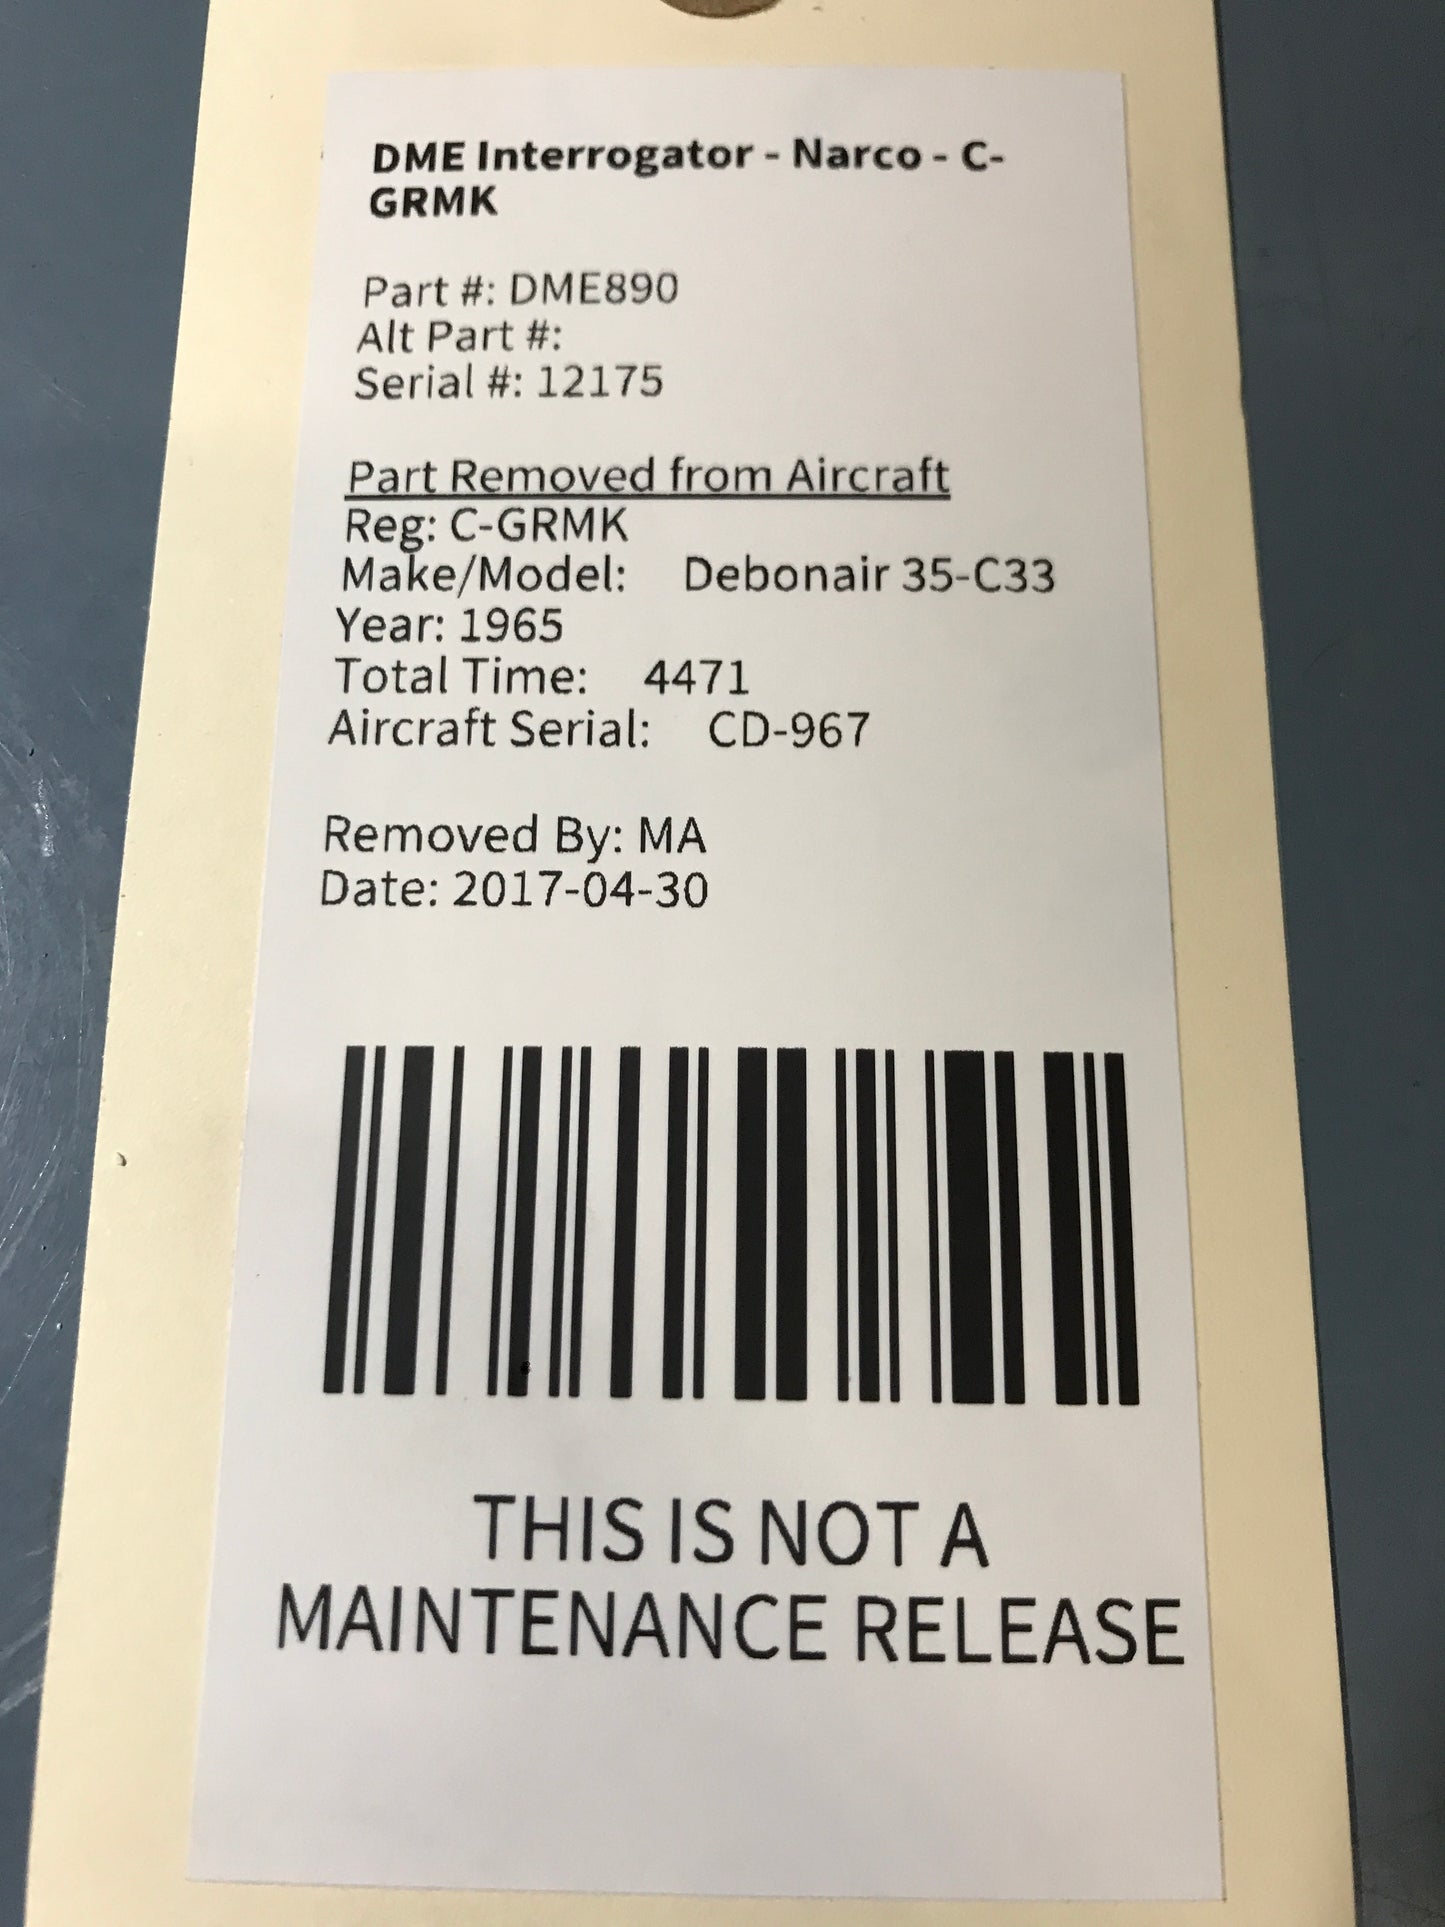 DME Interrogator - Narco - C-
GRMK
Part #: DME890
Alt Part #:
Serial #: 12175
Part Removed from Aircraft
Reg: C-GRMK
Make/Model: Debonair 35-C33
Year: 1965
Total Time: 4471
Aircraft Serial: CD-967
Removed By: MA
Date: 2017-04-30
THIS IS NOT A
MAINTENANCE RELEASE